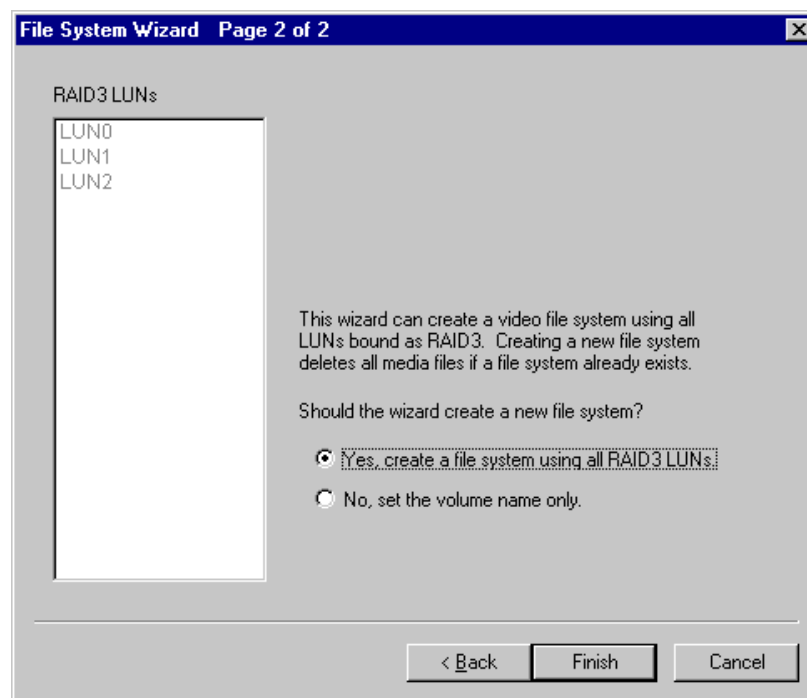 File System Wizard   Page 2 of 2
RAID3 LUNs
LUN0
LUN1
LUN2
This wizard can create a video file system using all
LUNs bound as RAID3.  Creating a new file system
deletes all media files if a file system already exists.
Should the wizard create a new file system?
Yes, create a file system using all RAID3 LUNs.
No, set the volume name only.
< Back
Finish
Cancel